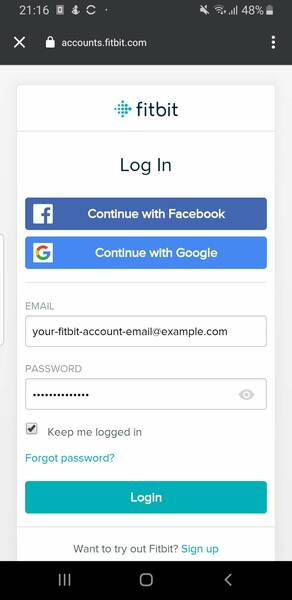 21:16
48%
accounts.fitbit.com
fitbit
Log In
Continue with Facebook
Continue with Google
EMAIL
your-fitbit-account-email@example.com
PASSWORD
••••••••••••••
Keep me logged in
Forgot password?
Login
Want to try out Fitbit? Sign up